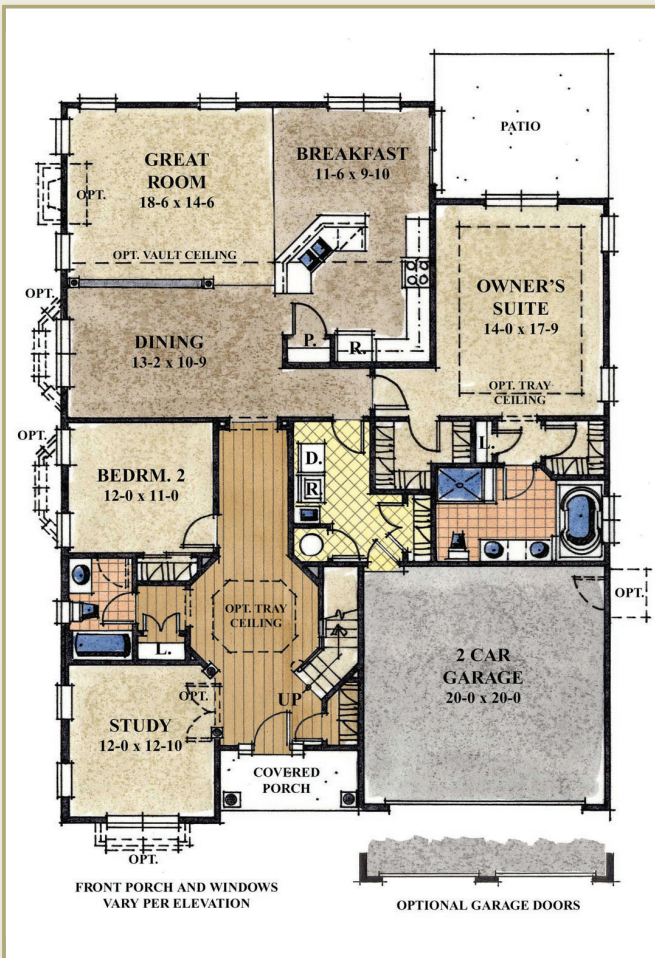 PATIO
GREAT
ROOM
18-6 x 14-6
BREAKFAST
11-6 x 9-10
OPT.
OPT. VAULT CEILING
OWNER'S
SUITE
14-0 x 17-9
OPT. TRAY
CEILING
OPT.
DINING
13-2 x 10-9
P.
R.
OPT.
BEDRM. 2
12-0 x 11-0
D.
R.
L.
L.
OPT. TRAY
CEILING
OPT.
2 CAR
GARAGE
20-0 x 20-0
UP
OPT.
STUDY
12-0 x 12-10
COVERED
PORCH
OPT.
FRONT PORCH AND WINDOWS
VARY PER ELEVATION
OPTIONAL GARAGE DOORS